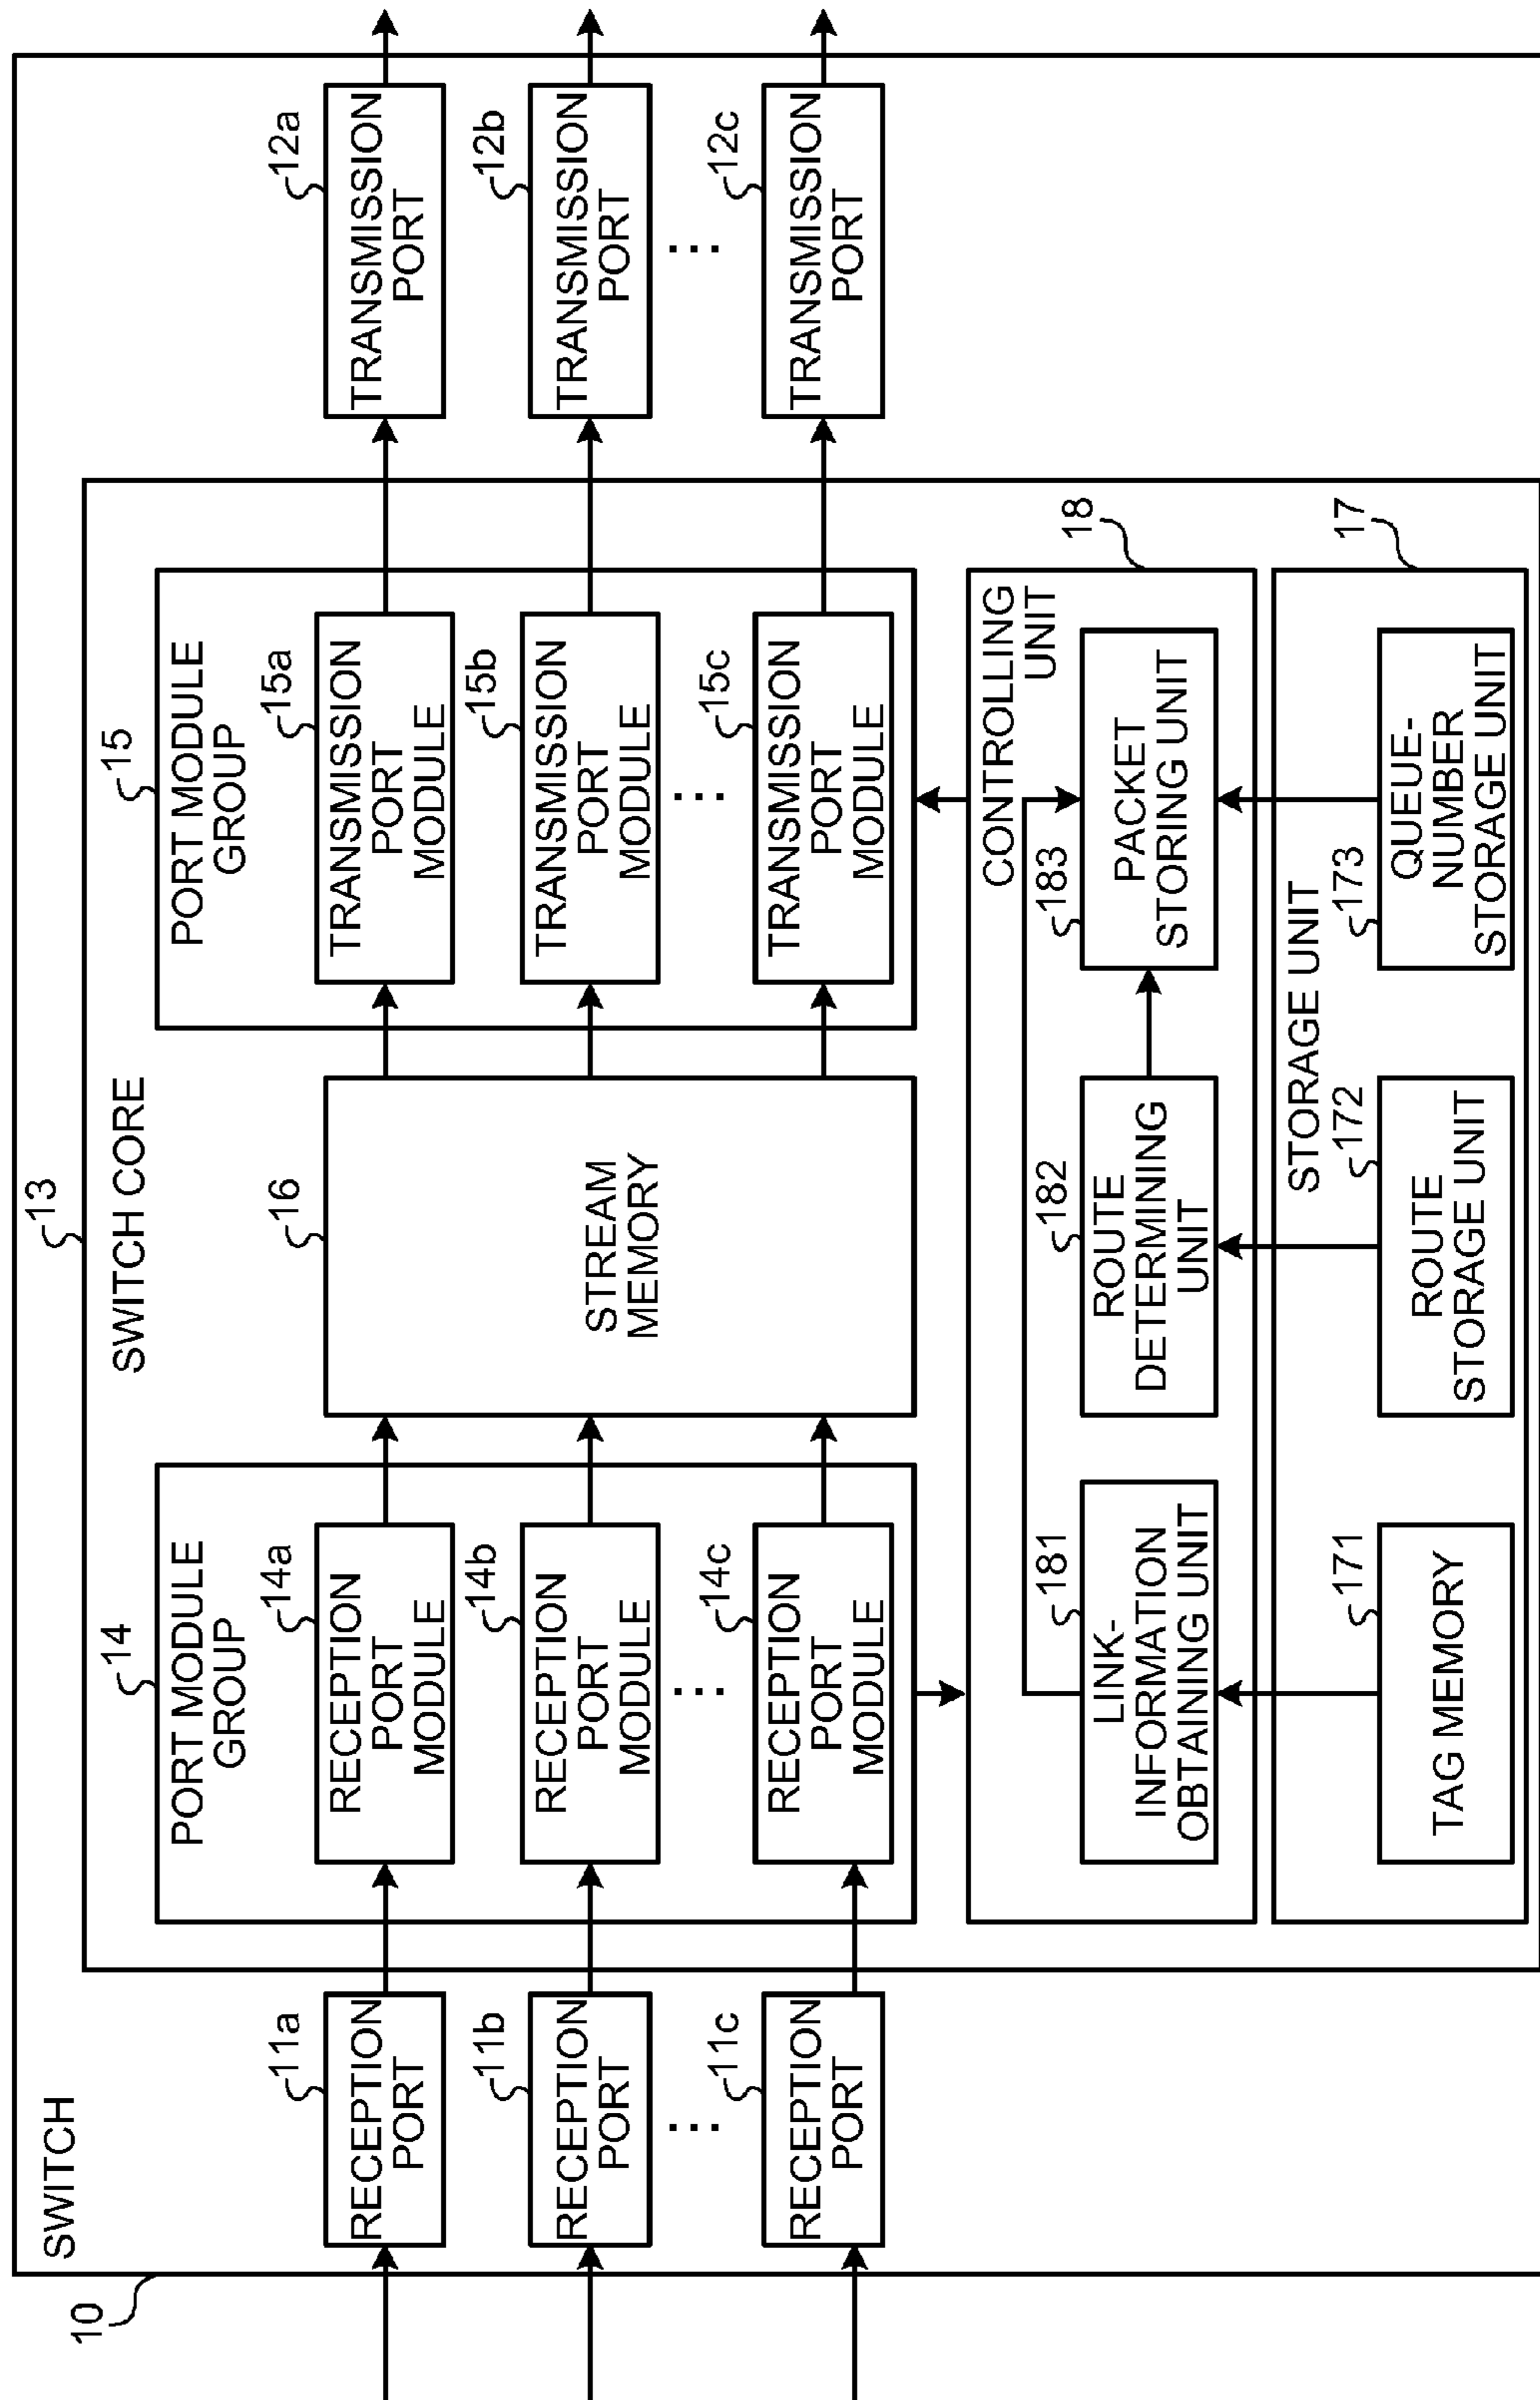 10
SWITCH
13
SWITCH CORE
11a
RECEPTION
PORT
11b
RECEPTION
PORT
...
11c
RECEPTION
PORT
14
PORT MODULE
GROUP
14a
RECEPTION
PORT
MODULE
14b
RECEPTION
PORT
MODULE
...
14c
RECEPTION
PORT
MODULE
16
STREAM
MEMORY
15
PORT MODULE
GROUP
15a
TRANSMISSION
PORT
MODULE
15b
TRANSMISSION
PORT
MODULE
...
15c
TRANSMISSION
PORT
MODULE
12a
TRANSMISSION
PORT
12b
TRANSMISSION
PORT
...
12c
TRANSMISSION
PORT
CONTROLLING
UNIT
18
181
LINK-
INFORMATION
OBTAINING UNIT
182
ROUTE
DETERMINING
UNIT
183
PACKET
STORING UNIT
STORAGE UNIT
17
171
TAG MEMORY
172
ROUTE
STORAGE UNIT
173
QUEUE-
NUMBER
STORAGE UNIT